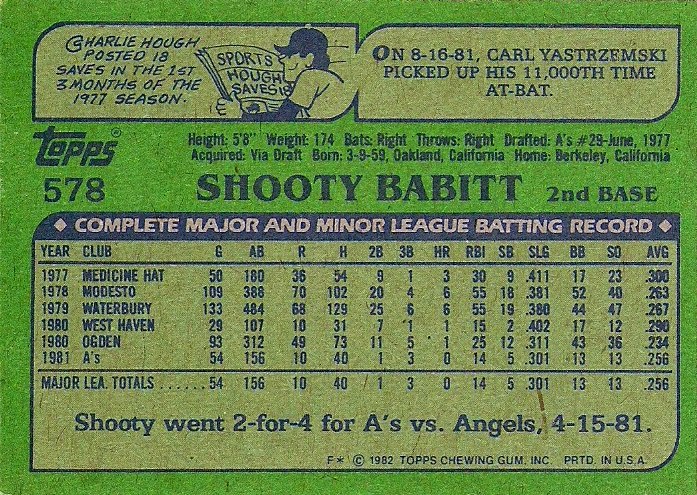 CHARLIE HOUGH
POSTED 18
SAVES IN THE 1ST
3 MONTHS OF THE
1977 SEASON.
SPORTS
HOUGH
SAVES 18
ON 8-16-81, CARL YASTRZEMSKI
PICKED UP HIS 11,000TH TIME
AT-BAT.
TOPPS®
Height: 5'8" Weight: 174 Bats: Right Throws: Right Drafted: A's #29-June, 1977
Acquired: Via Draft Born: 3-9-59, Oakland, California Home: Berkeley, California
578 SHOOTY BABITT 2nd BASE
◆ COMPLETE MAJOR AND MINOR LEAGUE BATTING RECORD ◆
YEAR CLUB G AB R H 2B 3B HR RBI SB SLG BB SO AVG
1977 MEDICINE HAT 50 180 36 54 9 1 3 30 9 .411 17 23 .300
1978 MODESTO 109 388 70 102 20 4 6 55 18 .381 52 40 .263
1979 WATERBURY 133 484 68 129 25 6 6 55 19 .380 44 47 .267
1980 WEST HAVEN 29 107 10 31 7 1 1 15 2 .402 17 12 .290
1980 OGDEN 93 312 49 73 11 5 1 25 12 .311 43 36 .234
1981 A's 54 156 10 40 1 3 0 14 5 .301 13 13 .256
MAJOR LEA. TOTALS ...... 54 156 10 40 1 3 0 14 5 .301 13 13 .256
Shooty went 2-for-4 for A's vs. Angels, 4-15-81.
F* © 1982 TOPPS CHEWING GUM, INC. PRTD. IN U.S.A.